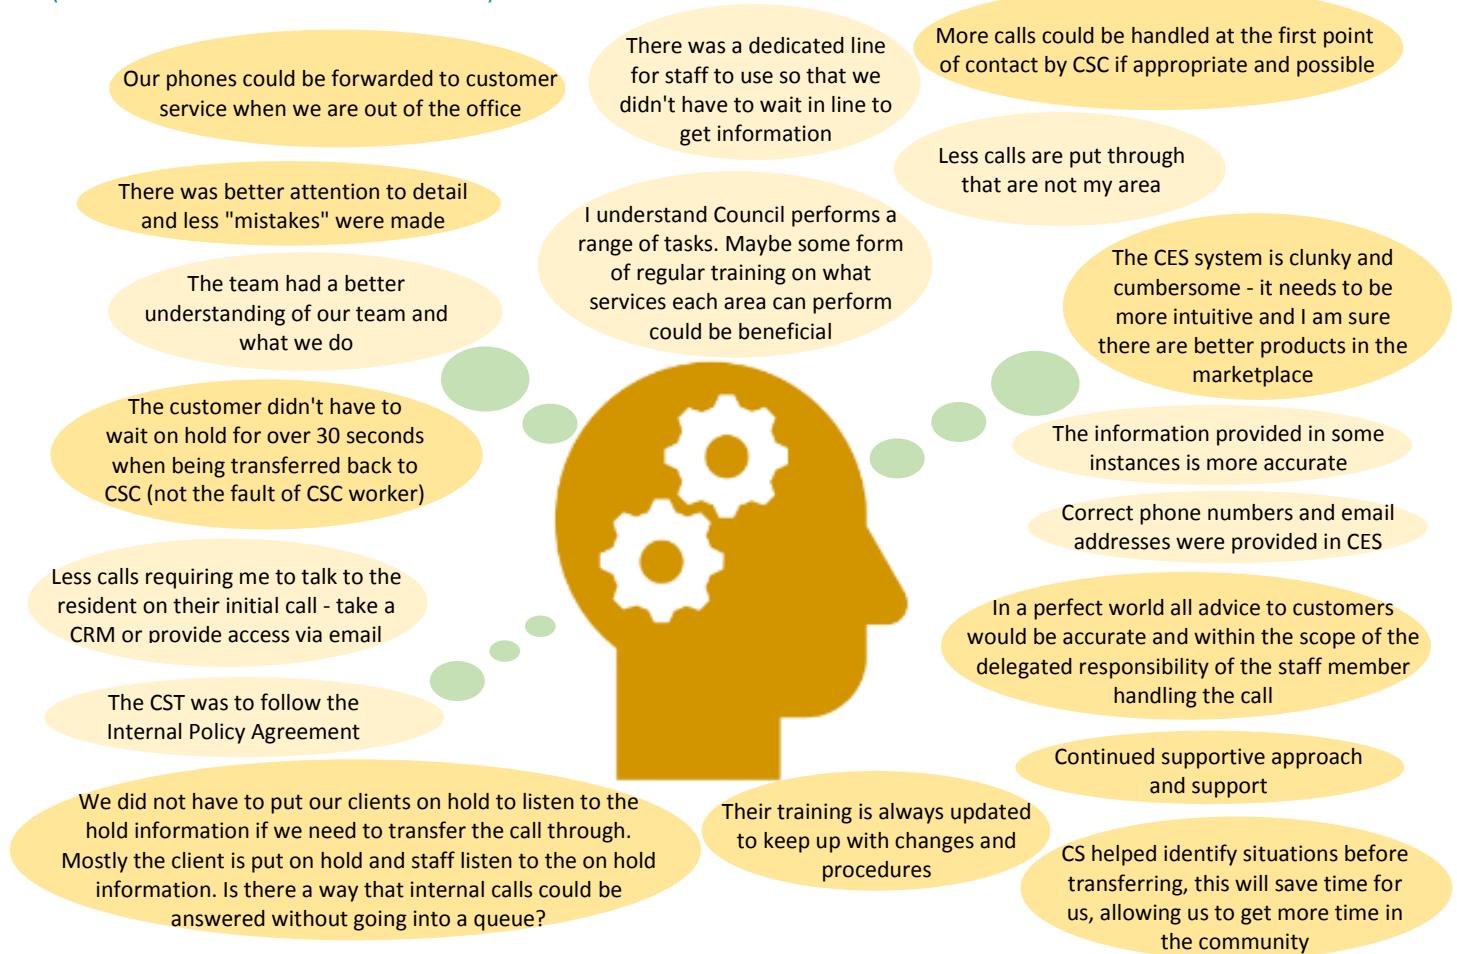 Our phones could be forwarded to customer
service when we are out of the office
There was a dedicated line
for staff to use so that we
didn't have to wait in line to
get information
More calls could be handled at the first point
of contact by CSC if appropriate and possible
Less calls are put through
that are not my area
There was better attention to detail
and less "mistakes" were made
I understand Council performs a
range of tasks. Maybe some form
of regular training on what
services each area can perform
could be beneficial
The CES system is clunky and
cumbersome - it needs to be
more intuitive and I am sure
there are better products in the
marketplace
The team had a better
understanding of our team and
what we do
The customer didn't have to
wait on hold for over 30 seconds
when being transferred back to
CSC (not the fault of CSC worker)
The information provided in some
instances is more accurate
Correct phone numbers and email
addresses were provided in CES
Less calls requiring me to talk to the
resident on their initial call - take a
CRM or provide access via email
In a perfect world all advice to customers
would be accurate and within the scope of the
delegated responsibility of the staff member
handling the call
The CST was to follow the
Internal Policy Agreement
Continued supportive approach
and support
We did not have to put our clients on hold to listen to the
hold information if we need to transfer the call through.
Mostly the client is put on hold and staff listen to the on hold
information. Is there a way that internal calls could be
answered without going into a queue?
Their training is always updated
to keep up with changes and
procedures
CS helped identify situations before
transferring, this will save time for
us, allowing us to get more time in
the community